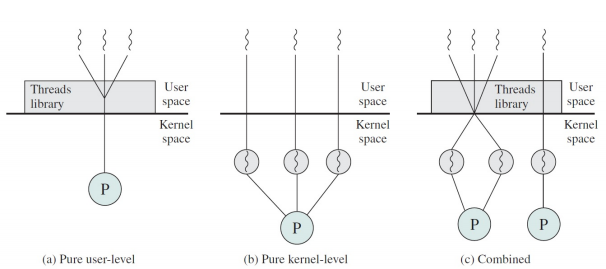 Threads
library
User
space
Kernel
space
P
(a) Pure user-level
User
space
Kernel
space
P
(b) Pure kernel-level
Threads
library
User
space
Kernel
space
P
P
(c) Combined